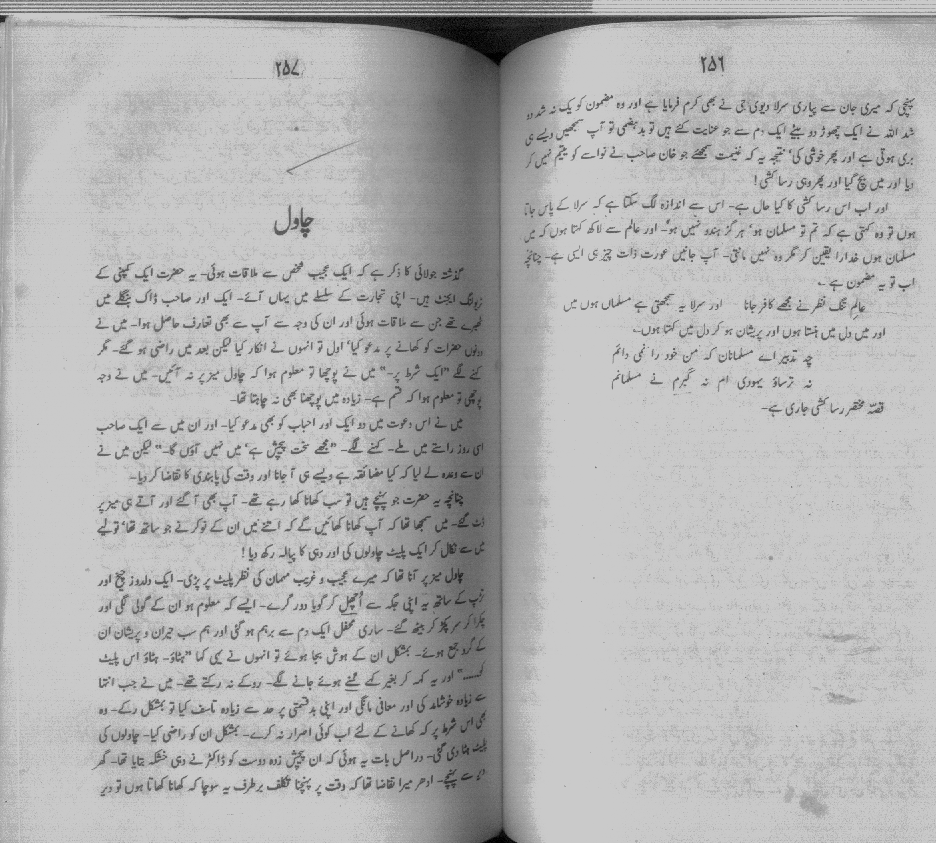 ۲۵۶
پہنچی کہ میری جان سے پیاری سرلا دیوی جی نے بھی کرم فرمایا ہے اور وہ مضمون کو یک نہ شد دو
شد اللہ نے ایک چھوڑ دو بیٹے ایک دم سے جو عنایت کئے ہیں تو بدہضمی تو آپ سمجھیں ویسے ہی
بری ہوتی ہے اور پھر خوشی کی' نتیجہ یہ کہ غنیمت سمجھئے جو خان صاحب نے نواسے کو یتیم نہیں کر
دیا اور میں بچ گیا اور پھر وہی رسا کشی!
اور اب اس رسا کشی کا کیا حال ہے۔ اس سے اندازہ لگ سکتا ہے کہ سرلا کے پاس جاتا
ہوں تو وہ کہتی ہے کہ تم تو مسلمان ہو' ہرگز ہندو نہیں ہو۔ اور عالم سے لاکھ کہتا ہوں کہ میں
مسلمان ہوں خدارا یقین کر مگر وہ نہیں مانتی۔ آپ جانیں عورت ذات چیز ہی ایسی ہے۔ چنانچہ
اب تو یہ مضمون ہے۔
عالم تنگ نظر نے مجھے کافر جانا اور سرلا یہ سمجھتی ہے مسلماں ہوں میں
اور میں دل میں ہنستا ہوں اور پریشان ہو کر دل میں کہتا ہوں۔
چہ تدبیر اے مسلمانان کہ من خود را نمی دانم
نہ ترساؤ یہودی ام نہ گبرم نے مسلمانم
قصّہ مختصر رسا کشی جاری ہے۔
۲۵۷
چاول
گذشتہ جولائی کا ذکر ہے کہ ایک عجیب شخص سے ملاقات ہوئی۔ یہ حضرت ایک کمپنی کے
ٹریولنگ ایجنٹ ہیں۔ اپنی تجارت کے سلسلے میں یہاں آئے۔ ایک اور صاحب ڈاک بنگلے میں
ٹھہرے تھے جن سے ملاقات ہوئی اور ان کی وجہ سے آپ سے بھی تعارف حاصل ہوا۔ میں نے
دونوں حضرات کو کھانے پر مدعو کیا' اول تو انہوں نے انکار کیا لیکن بعد میں راضی ہو گئے۔ مگر
کہنے لگے "ایک شرط پر۔" میں نے پوچھا تو معلوم ہوا کہ چاول میز پر نہ آئیں۔ میں نے وجہ
پوچھی تو معلوم ہوا کہ قسم ہے۔ زیادہ میں پوچھنا بھی نہ چاہتا تھا۔
میں نے اس دعوت میں دو ایک اور احباب کو بھی مدعو کیا۔ اور ان میں سے ایک صاحب
اسی روز راستے میں ملے۔ کہنے لگے۔ "مجھے سخت پیچش ہے' میں نہیں آؤں گا۔" لیکن میں نے
ان سے وعدہ لے لیا کہ کیا مضائقہ ہے ویسے ہی آ جانا اور وقت کی پابندی کا تقاضا کر دیا۔
چنانچہ یہ حضرت جو پہنچے ہیں تو سب کھانا کھا رہے تھے۔ آپ بھی آ گئے اور آتے ہی میز پر
ڈٹ گئے۔ میں سمجھا تھا کہ آپ کھانا کھائیں گے کہ اتنے میں ان کے نوکر نے جو ساتھ تھا' تولیے
میں سے نکال کر ایک پلیٹ چاولوں کی اور دہی کا پیالہ رکھ دیا!
چاول میز پر آنا تھا کہ میرے عجیب و غریب مہمان کی نظر پلیٹ پر پڑی۔ ایک دلدوز چیخ اور
تڑپ کے ساتھ یہ اپنی جگہ سے اُچھل کر گویا دور گرے۔ ایسے کہ معلوم ہو ان کے گولی لگی اور
چکرا کر سر پکڑ کر بیٹھ گئے۔ ساری محفل ایک دم سے برہم ہو گئی اور ہم سب حیران و پریشان ان
کے گرد جمع ہوئے۔ بمشکل ان کے ہوش بجا ہوئے تو انہوں نے یہی کہا "ہٹاؤ۔ ہٹاؤ اس پلیٹ
کو....." اور یہ کہہ کر بغیر کہے سنے ہوئے جانے لگے۔ روکے نہ رکتے تھے۔ میں نے جب انتہا
سے زیادہ خوشامد کی اور معافی مانگی اور اپنی بدقسمتی پر حد سے زیادہ تاسف کیا تو بمشکل رکے۔ وہ
بھی اس شرط پر کہ کھانے کے لئے اب کوئی اصرار نہ کرے۔ بمشکل ان کو راضی کیا۔ چاولوں کی
پلیٹ ہٹا دی گئی۔ دراصل بات یہ ہوئی کہ ان پیچش زدہ دوست کو ڈاکٹر نے دہی خشکہ بتایا تھا۔ گھر
سے پہنچے۔ ادھر میرا تقاضا تھا کہ وقت پر پہنچنا تکلف برطرف یہ سوچا کہ کھانا کھاتا ہوں تو دیر